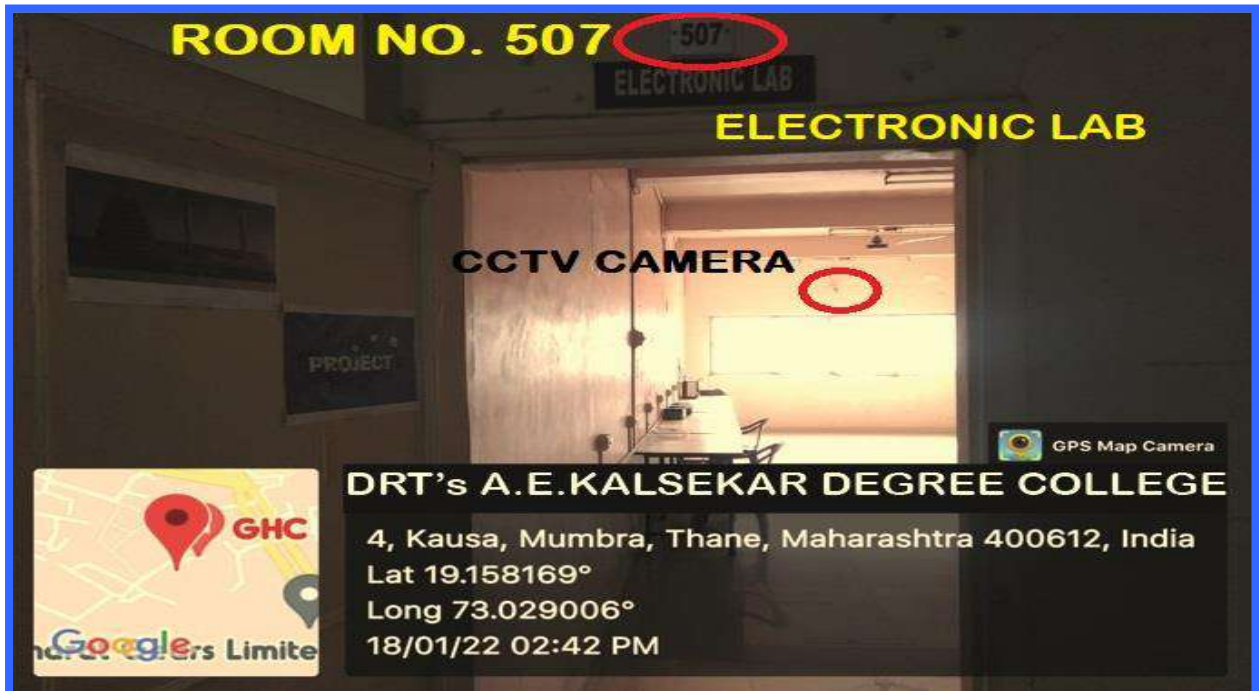 ROOM NO. 507
·507·
ELECTRONIC LAB
ELECTRONIC LAB
CCTV CAMERA
PROJECT
GPS Map Camera
DRT's A.E.KALSEKAR DEGREE COLLEGE
GHC
4, Kausa, Mumbra, Thane, Maharashtra 400612, India
Lat 19.158169°
Long 73.029006°
18/01/22 02:42 PM
Google
Limite